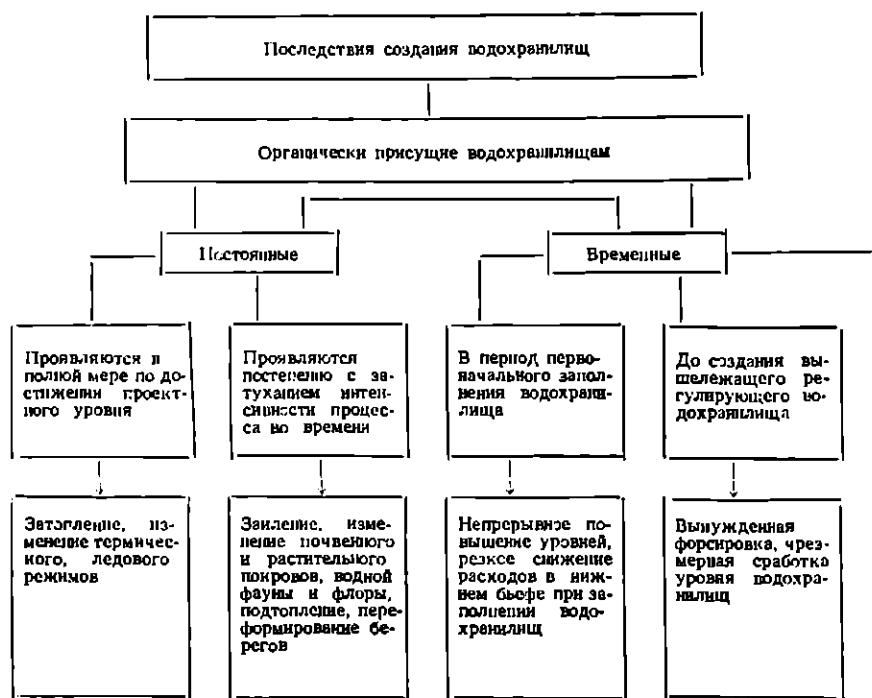 Последствия создания водохранилищ
Органически присущие водохранилищам
Постоянные
Временные
Проявляются в
полной мере по до-
стижении проект-
ного уровня
Проявляются
постепенно с за-
туханием интен-
сивности процес-
са во времени
В период перво-
начального запол-
нения водохрани-
лища
До создания вы-
шележащего ре-
гулирующего во-
дохранилища
Затопление, из-
менение термичес-
кого, ледового
режимов
Заиление, изме-
нение почвенного
и растительного
покровов, водной
фауны и флоры,
подтопление, пере-
формирование бе-
регов
Непрерывное по-
вышение уровней,
резкое снижение
расходов в ниж-
нем бьефе при за-
полнении водо-
хранилищ
Вынужденная
форсировка, чрез-
мерная сработка
уровня водохра-
нилищ